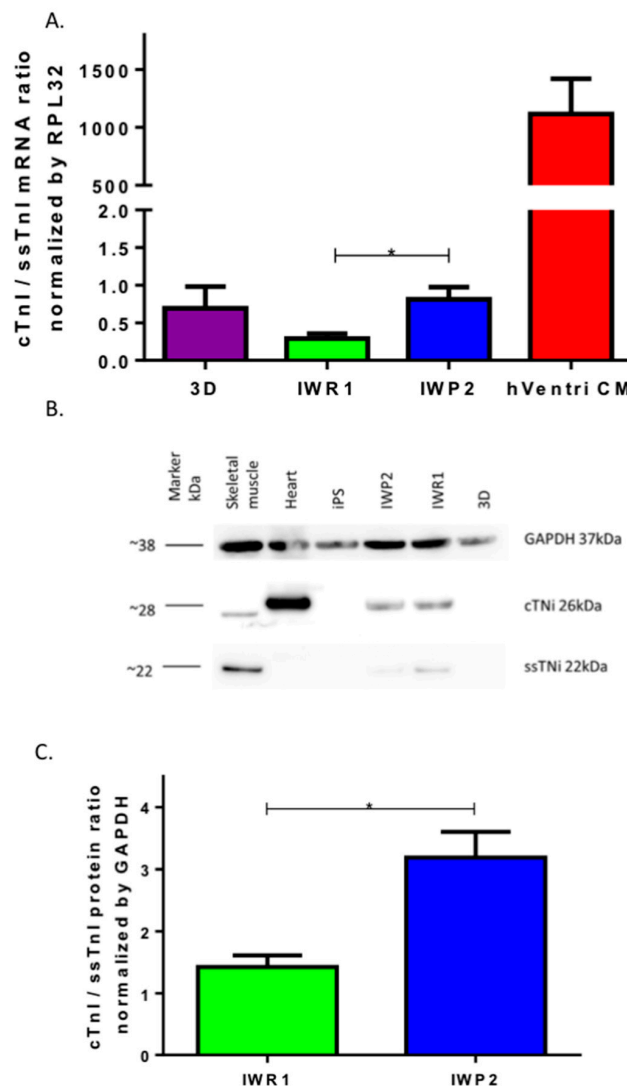 A.
cTnI / ssTnI mRNA ratio
normalized by RPL32
1500
1000
500
2.0
1.5
1.0
0.5
0.0
*
3D
IWR1
IWP2
hVentri CM
B.
Marker
kDa
Skeletal
muscle
Heart
iPS
IWP2
IWR1
3D
~38
GAPDH 37kDa
~28
cTNi 26kDa
~22
ssTNi 22kDa
C.
cTnI / ssTnI protein ratio
normalized by GAPDH
4
3
2
1
0
*
IWR1
IWP2